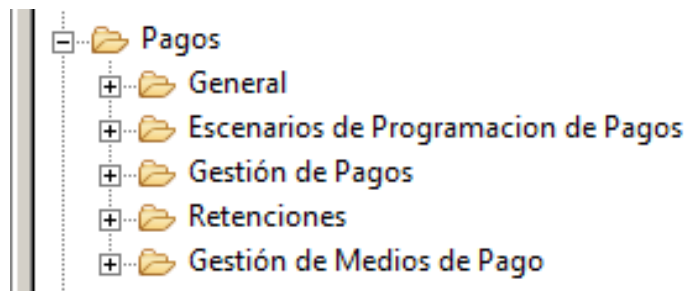 Pagos
General
Escenarios de Programacion de Pagos
Gestión de Pagos
Retenciones
Gestión de Medios de Pago